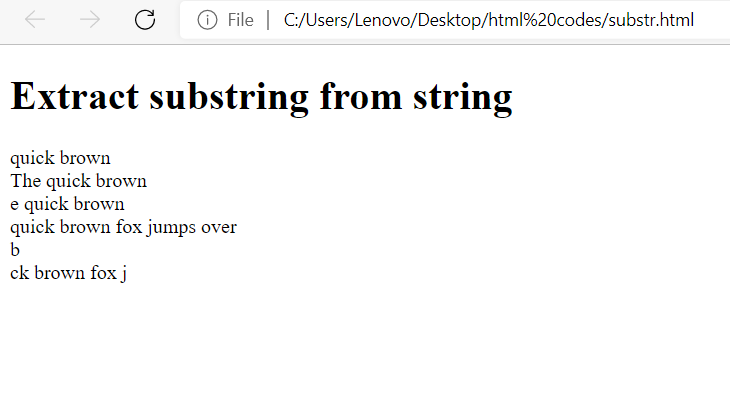 File | C:/Users/Lenovo/Desktop/html%20codes/substr.html
Extract substring from string
quick brown
The quick brown
e quick brown
quick brown fox jumps over
b
ck brown fox j